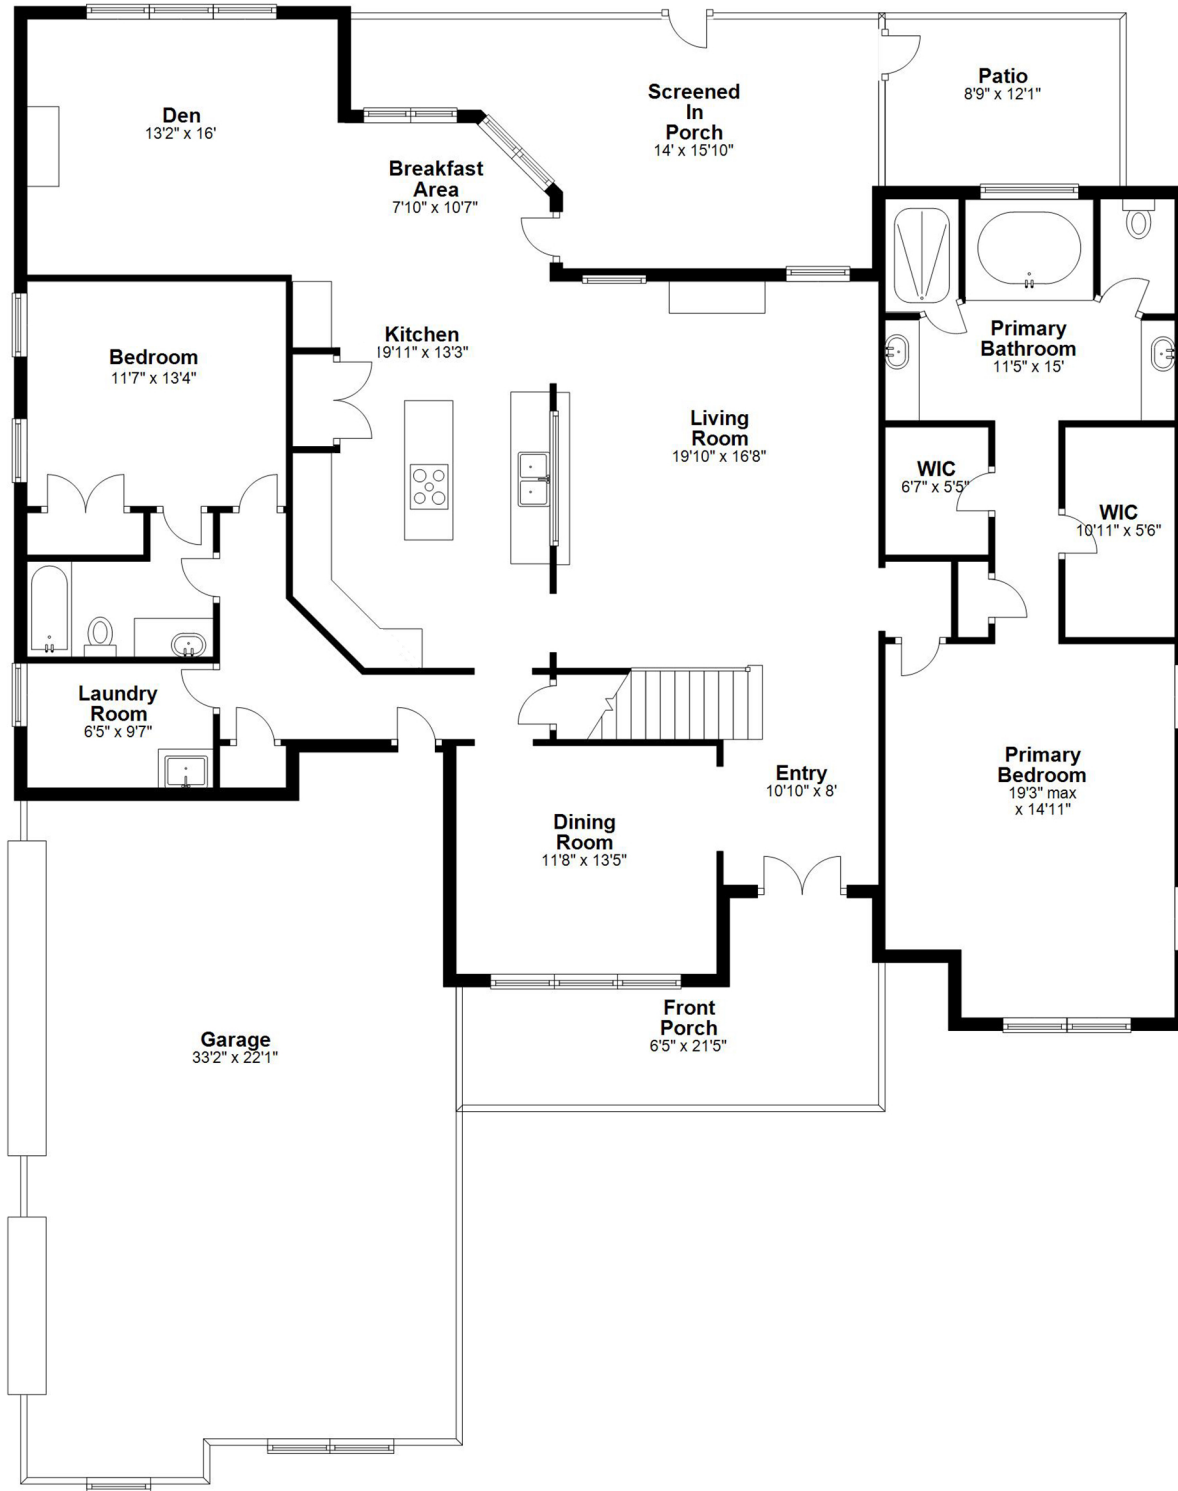 Den
13'2" x 16'
Screened
In
Porch
14' x 15'10"
Patio
8'9" x 12'1"
Breakfast
Area
7'10" x 10'7"
Kitchen
19'11" x 13'3"
Bedroom
11'7" x 13'4"
Living
Room
19'10" x 16'8"
Primary
Bathroom
11'5" x 15'
WIC
6'7" x 5'5"
WIC
10'11" x 5'6"
Laundry
Room
6'5" x 9'7"
Primary
Bedroom
19'3" max
x 14'11"
Entry
10'10" x 8'
Dining
Room
11'8" x 13'5"
Front
Porch
6'5" x 21'5"
Garage
33'2" x 22'1"